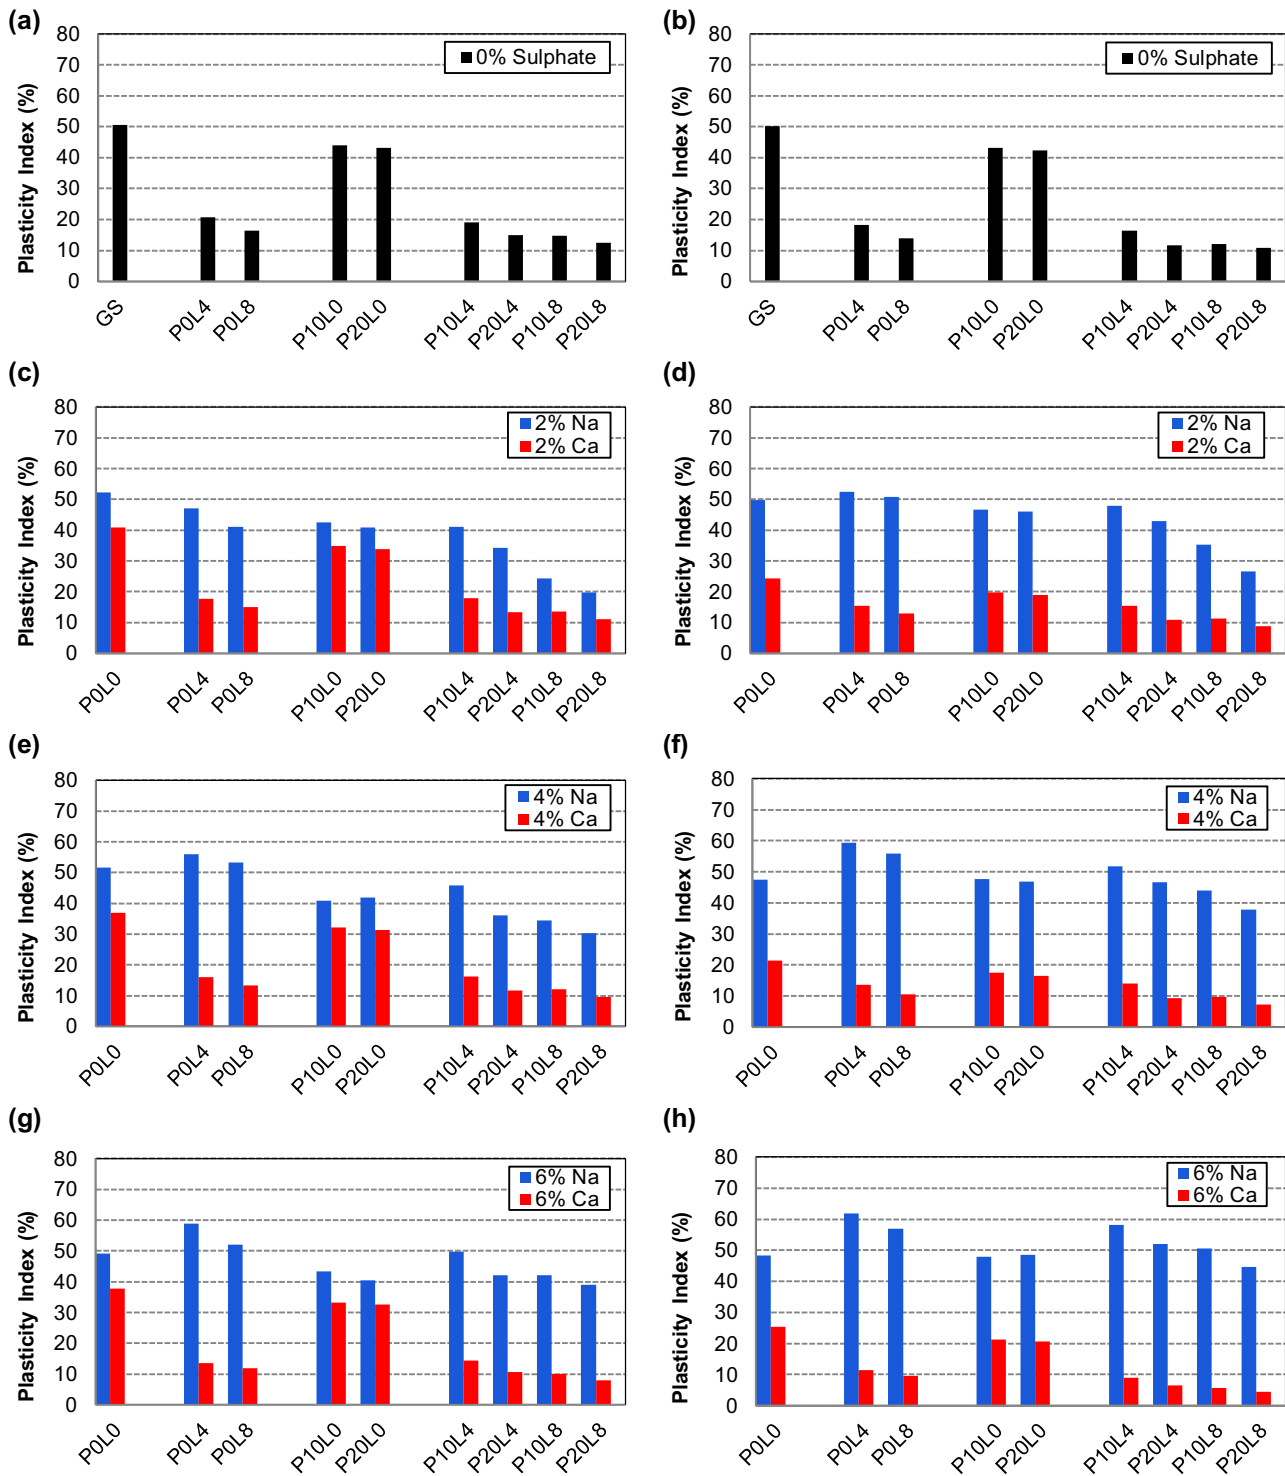 (a)
Plasticity Index (%)
80
70
60
50
40
30
20
10
0
0% Sulphate
GS
P0L4
P0L8
P10L0
P20L0
P10L4
P20L4
P10L8
P20L8
(b)
Plasticity Index (%)
80
70
60
50
40
30
20
10
0
0% Sulphate
GS
P0L4
P0L8
P10L0
P20L0
P10L4
P20L4
P10L8
P20L8
(c)
Plasticity Index (%)
80
70
60
50
40
30
20
10
0
2% Na
2% Ca
P0L0
P0L4
P0L8
P10L0
P20L0
P10L4
P20L4
P10L8
P20L8
(d)
Plasticity Index (%)
80
70
60
50
40
30
20
10
0
2% Na
2% Ca
P0L0
P0L4
P0L8
P10L0
P20L0
P10L4
P20L4
P10L8
P20L8
(e)
Plasticity Index (%)
80
70
60
50
40
30
20
10
0
4% Na
4% Ca
P0L0
P0L4
P0L8
P10L0
P20L0
P10L4
P20L4
P10L8
P20L8
(f)
Plasticity Index (%)
80
70
60
50
40
30
20
10
0
4% Na
4% Ca
P0L0
P0L4
P0L8
P10L0
P20L0
P10L4
P20L4
P10L8
P20L8
(g)
Plasticity Index (%)
80
70
60
50
40
30
20
10
0
6% Na
6% Ca
P0L0
P0L4
P0L8
P10L0
P20L0
P10L4
P20L4
P10L8
P20L8
(h)
Plasticity Index (%)
80
70
60
50
40
30
20
10
0
6% Na
6% Ca
P0L0
P0L4
P0L8
P10L0
P20L0
P10L4
P20L4
P10L8
P20L8